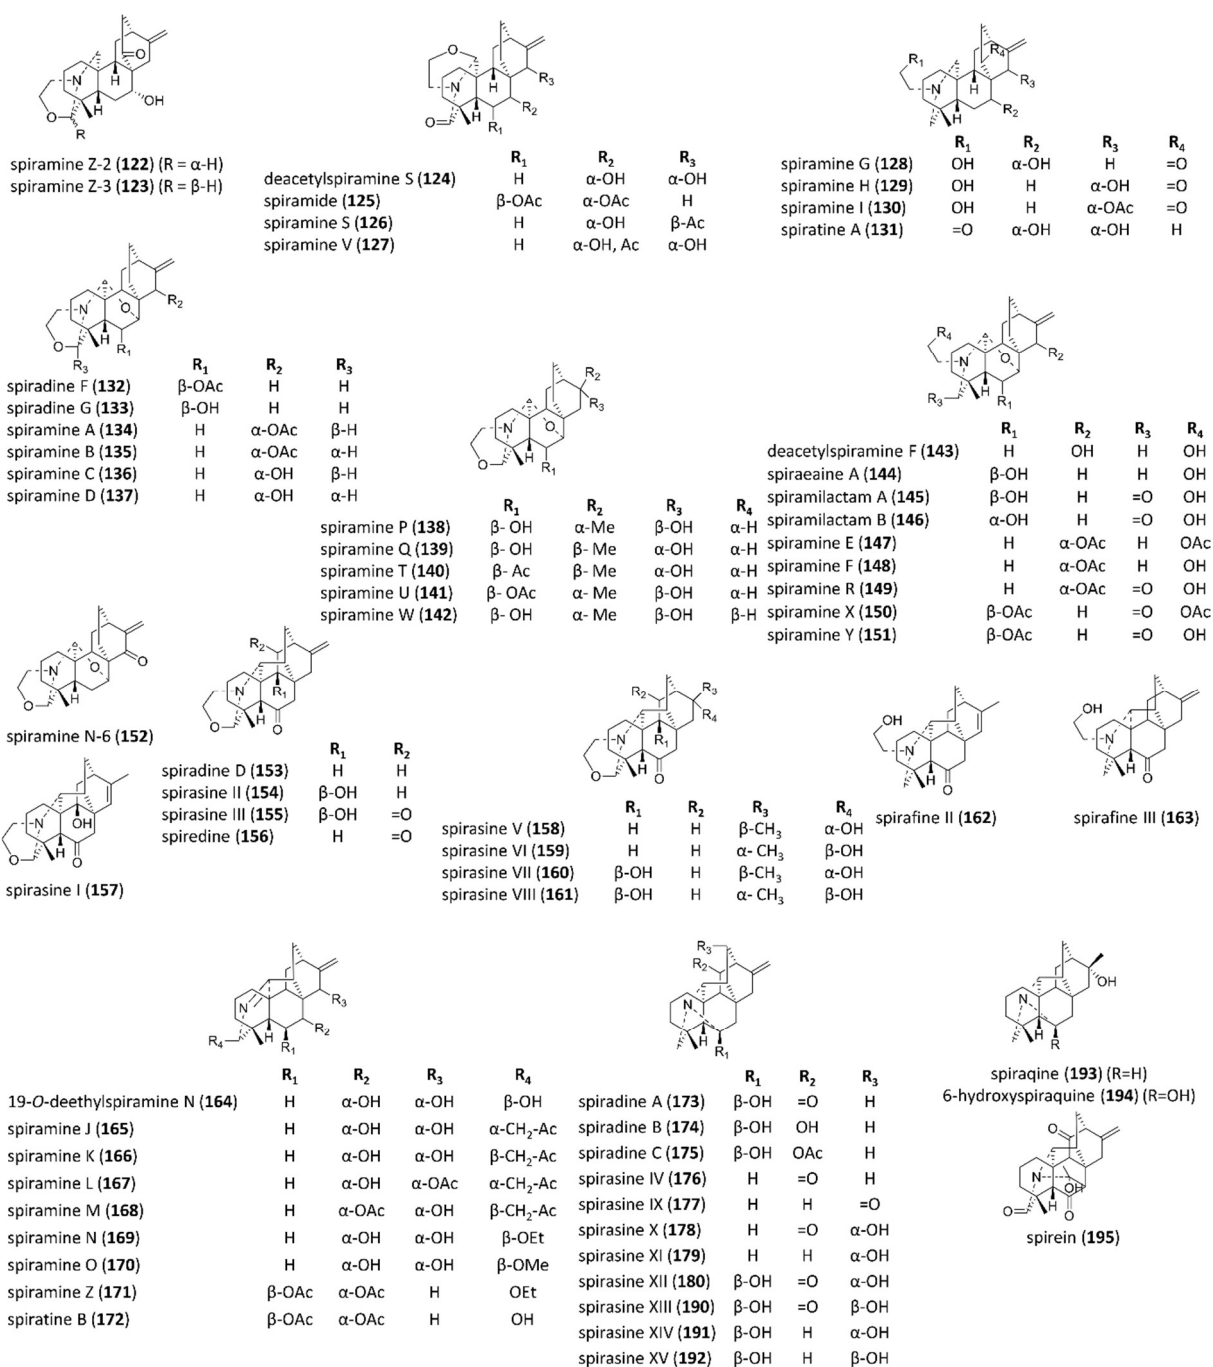 spiramine Z-2 (122) (R = α-H)
spiramine Z-3 (123) (R = β-H)
R₁ R₂ R₃
deacetylspiramine S (124) H α-OH α-OH
spiramide (125) β-OAc α-OAc H
spiramine S (126) H α-OH β-Ac
spiramine V (127) H α-OH, Ac α-OH
R₁ R₂ R₃ R₄
spiramine G (128) OH α-OH H =O
spiramine H (129) OH H α-OH =O
spiramine I (130) OH H α-OAc =O
spiratine A (131) =O α-OH α-OH H
R₁ R₂ R₃
spiradine F (132) β-OAc H H
spiradine G (133) β-OH H H
spiramine A (134) H α-OAc β-H
spiramine B (135) H α-OAc α-H
spiramine C (136) H α-OH β-H
spiramine D (137) H α-OH α-H
R₁ R₂ R₃ R₄
spiramine P (138) β- OH α-Me β-OH α-H
spiramine Q (139) β- OH β- Me α-OH α-H
spiramine T (140) β- Ac β- Me α-OH α-H
spiramine U (141) β- OAc α- Me β-OH α-H
spiramine W (142) β- OH α- Me β-OH β-H
R₁ R₂ R₃ R₄
deacetylspiramine F (143) H OH H OH
spiraeaine A (144) β-OH H H OH
spiramilactam A (145) β-OH H =O OH
spiramilactam B (146) α-OH H =O OH
spiramine E (147) H α-OAc H OAc
spiramine F (148) H α-OAc H OH
spiramine R (149) H α-OAc =O OH
spiramine X (150) β-OAc H =O OAc
spiramine Y (151) β-OAc H =O OH
spiramine N-6 (152)
R₁ R₂
spiradine D (153) H H
spirasine II (154) β-OH H
spirasine III (155) β-OH =O
spiredine (156) H =O
spirasine I (157)
R₁ R₂ R₃ R₄
spirasine V (158) H H β-CH₃ α-OH
spirasine VI (159) H H α- CH₃ β-OH
spirasine VII (160) β-OH H β-CH₃ α-OH
spirasine VIII (161) β-OH H α- CH₃ β-OH
spirafine II (162)
spirafine III (163)
R₁ R₂ R₃ R₄
19-O-deethylspiramine N (164) H α-OH α-OH β-OH
spiramine J (165) H α-OH α-OH α-CH₂-Ac
spiramine K (166) H α-OH α-OH β-CH₂-Ac
spiramine L (167) H α-OH α-OAc α-CH₂-Ac
spiramine M (168) H α-OAc α-OH β-CH₂-Ac
spiramine N (169) H α-OH α-OH β-OEt
spiramine O (170) H α-OH α-OH β-OMe
spiramine Z (171) β-OAc α-OAc H OEt
spiratine B (172) β-OAc α-OAc H OH
R₁ R₂ R₃
spiradine A (173) β-OH =O H
spiradine B (174) β-OH OH H
spiradine C (175) β-OH OAc H
spirasine IV (176) H =O H
spirasine IX (177) H H =O
spirasine X (178) H =O α-OH
spirasine XI (179) H H α-OH
spirasine XII (180) β-OH =O α-OH
spirasine XIII (190) β-OH =O β-OH
spirasine XIV (191) β-OH H α-OH
spirasine XV (192) β-OH H β-OH
spiraqine (193) (R=H)
6-hydroxyspiraquine (194) (R=OH)
spirein (195)